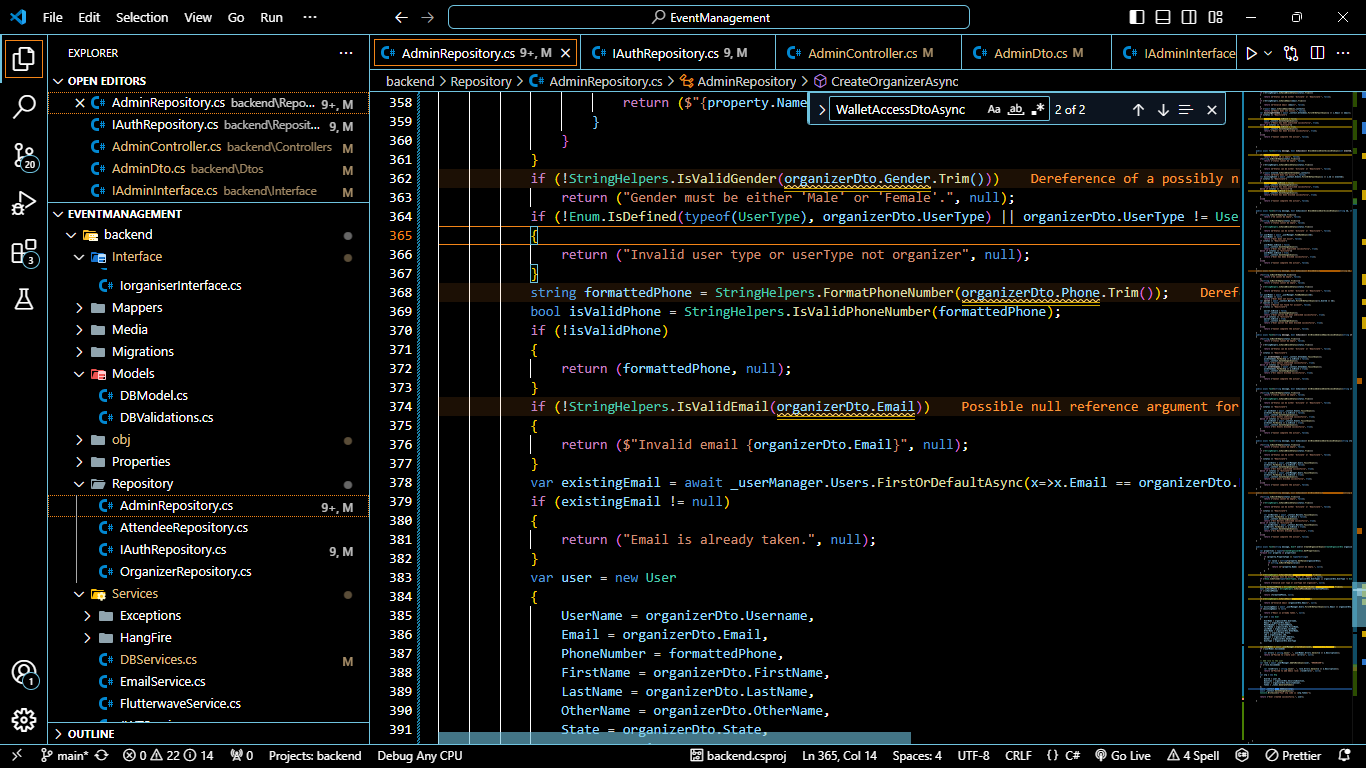 File Edit Selection View Go Run ···
EventManagement
EXPLORER
AdminRepository.cs 9+, M
IAuthRepository.cs 9, M
AdminController.cs M
AdminDto.cs M
IAdminInterface
OPEN EDITORS
AdminRepository.cs backend\Repo... 9+, M
IAuthRepository.cs backend\Reposit... 9, M
AdminController.cs backend\Controllers M
AdminDto.cs backend\Dtos M
IAdminInterface.cs backend\Interface M
EVENTMANAGEMENT
backend
Interface
IorganiserInterface.cs
Mappers
Media
Migrations
Models
DBModel.cs
DBValidations.cs
obj
Properties
Repository
AdminRepository.cs 9+, M
AttendeeRepository.cs
IAuthRepository.cs 9, M
OrganizerRepository.cs
Services
Exceptions
HangFire
DBServices.cs M
EmailService.cs
FlutterwaveService.cs
OUTLINE
20
3
1
backend > Repository > AdminRepository.cs > AdminRepository > CreateOrganizerAsync
WalletAccessDtoAsync Aa ab .* 2 of 2
358 return ($"{property.Name
359 }
360 }
361 }
362 if (!StringHelpers.IsValidGender(organizerDto.Gender.Trim())) Dereference of a possibly n
363 return ("Gender must be either 'Male' or 'Female'.", null);
364 if (!Enum.IsDefined(typeof(UserType), organizerDto.UserType) || organizerDto.UserType != Use
365 {
366 return ("Invalid user type or userType not organizer", null);
367 }
368 string formattedPhone = StringHelpers.FormatPhoneNumber(organizerDto.Phone.Trim()); Deref
369 bool isValidPhone = StringHelpers.IsValidPhoneNumber(formattedPhone);
370 if (!isValidPhone)
371 {
372 return (formattedPhone, null);
373 }
374 if (!StringHelpers.IsValidEmail(organizerDto.Email)) Possible null reference argument for
375 {
376 return ($"Invalid email {organizerDto.Email}", null);
377 }
378 var existingEmail = await _userManager.Users.FirstOrDefaultAsync(x=>x.Email == organizerDto.
379 if (existingEmail != null)
380 {
381 return ("Email is already taken.", null);
382 }
383 var user = new User
384 {
385 UserName = organizerDto.Username,
386 Email = organizerDto.Email,
387 PhoneNumber = formattedPhone,
388 FirstName = organizerDto.FirstName,
389 LastName = organizerDto.LastName,
390 OtherName = organizerDto.OtherName,
391 State = organizerDto.State,
main* 0 22 14 0 Projects: backend Debug Any CPU backend.csproj Ln 365, Col 14 Spaces: 4 UTF-8 CRLF {} C# Go Live 4 Spell Prettier